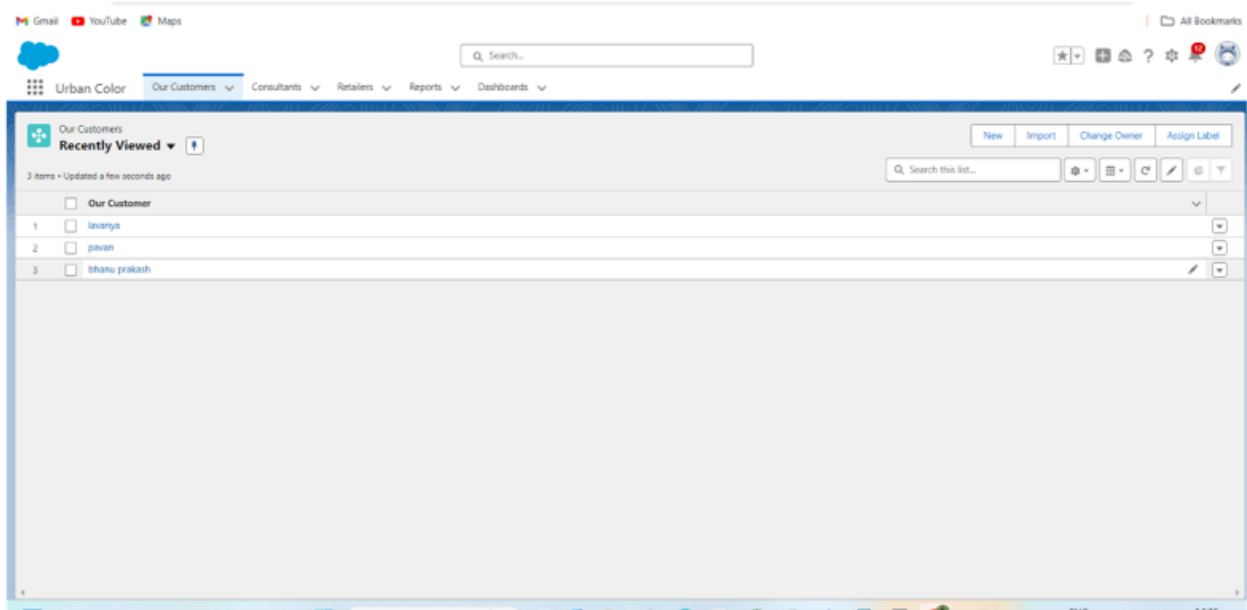 Gmail YouTube Maps All Bookmarks
Search...
12
Urban Color Our Customers Consultants Retailers Reports Dashboards
Our Customers
Recently Viewed
New Import Change Owner Assign Label
3 items • Updated a few seconds ago
Search this list...
Our Customer
1 lavanya
2 pavan
3 bhanu prakash